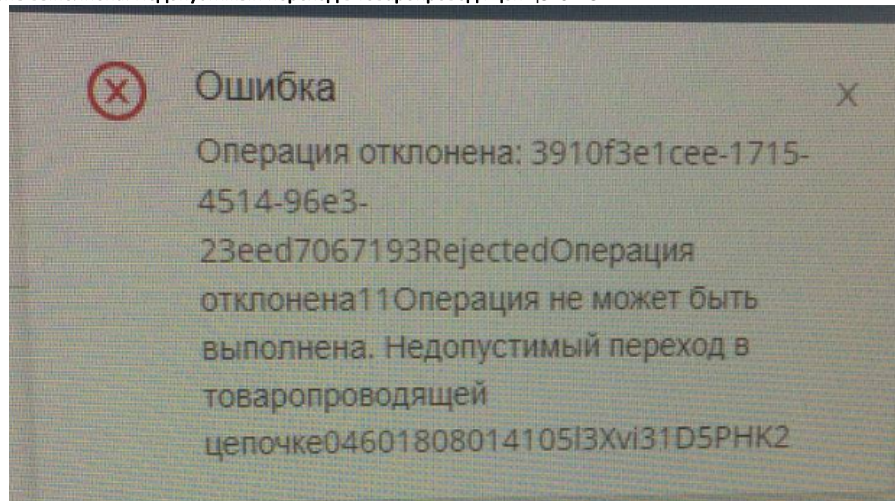 Ошибка
Операция отклонена: 3910f3e1cee-1715-
4514-96e3-
23eed7067193RejectedОперация
отклонена11Операция не может быть
выполнена. Недопустимый переход в
товаропроводящей
цепочке04601808014105l3Xvi31D5PHK2